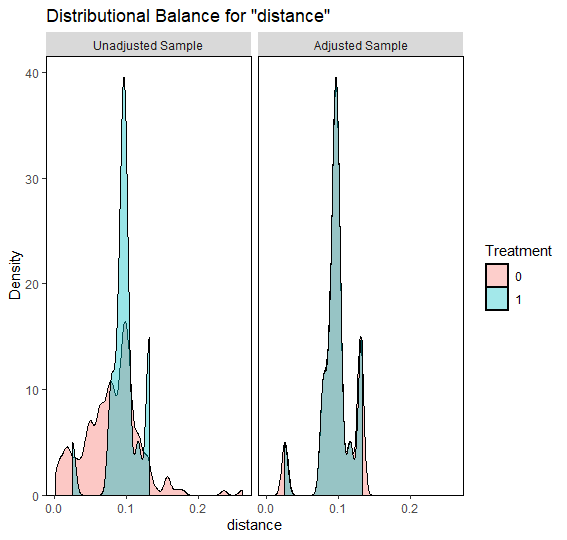 Distributional Balance for "distance"
Unadjusted Sample
Adjusted Sample
Density
40
30
20
10
0
0.0 0.1 0.2
0.0 0.1 0.2
distance
Treatment
0
1